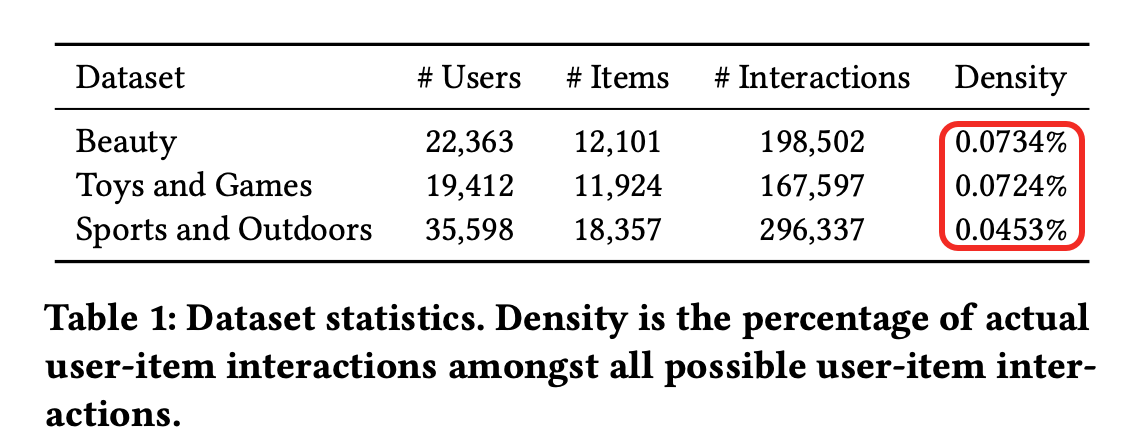 Dataset # Users # Items # Interactions Density
Beauty 22,363 12,101 198,502 0.0734%
Toys and Games 19,412 11,924 167,597 0.0724%
Sports and Outdoors 35,598 18,357 296,337 0.0453%
Table 1: Dataset statistics. Density is the percentage of actual
user-item interactions amongst all possible user-item inter-
actions.